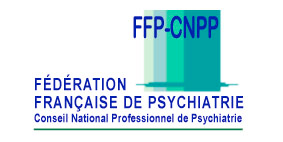 FFP-CNPP
FÉDÉRATION
FRANÇAISE DE PSYCHIATRIE
Conseil National Professionnel de Psychiatrie